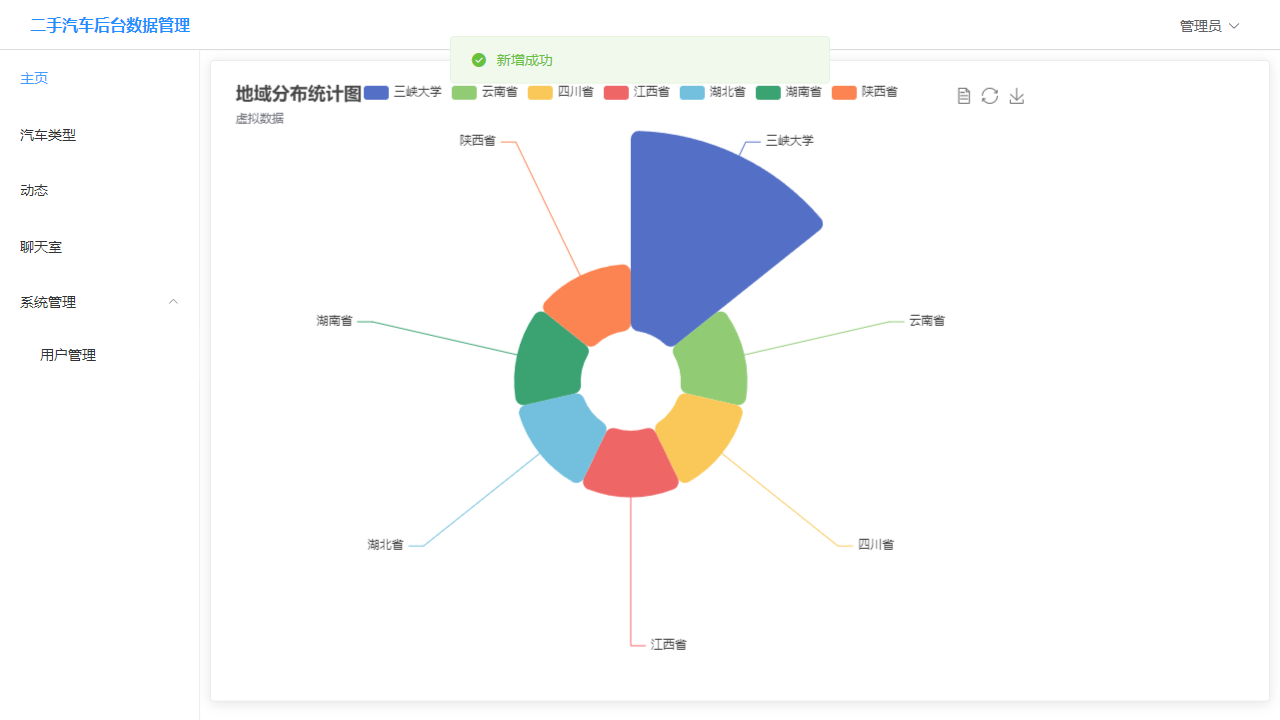 二手汽车后台数据管理
管理员
新增成功
主页
汽车类型
动态
聊天室
系统管理
用户管理
地域分布统计图
虚拟数据
三峡大学 云南省 四川省 江西省 湖北省 湖南省 陕西省
陕西省
三峡大学
湖南省
云南省
湖北省
四川省
江西省